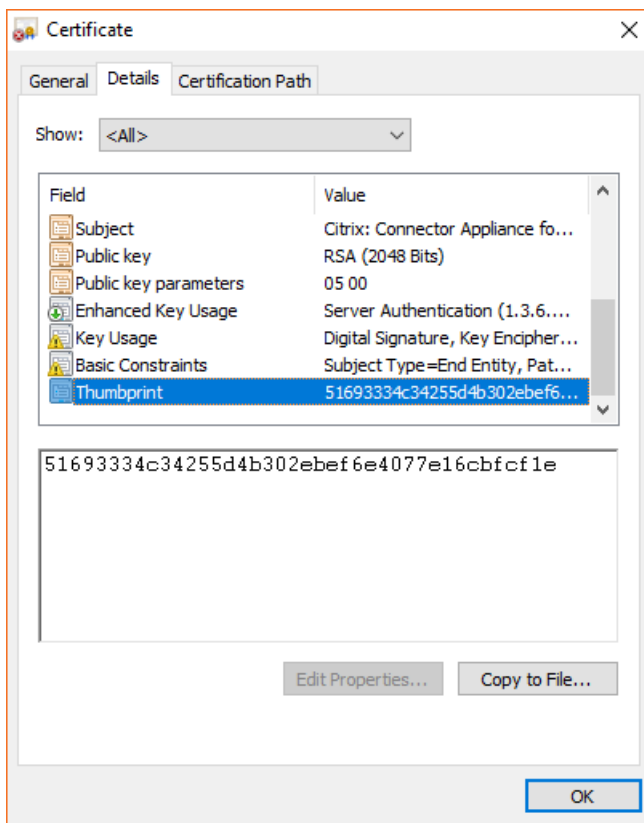 Certificate
General Details Certification Path
Show: <All>
Field Value
Subject Citrix: Connector Appliance fo...
Public key RSA (2048 Bits)
Public key parameters 05 00
Enhanced Key Usage Server Authentication (1.3.6....
Key Usage Digital Signature, Key Encipher...
Basic Constraints Subject Type=End Entity, Pat...
Thumbprint 51693334c34255d4b302ebef6...
51693334c34255d4b302ebef6e4077e16cbfcf1e
Edit Properties... Copy to File...
OK